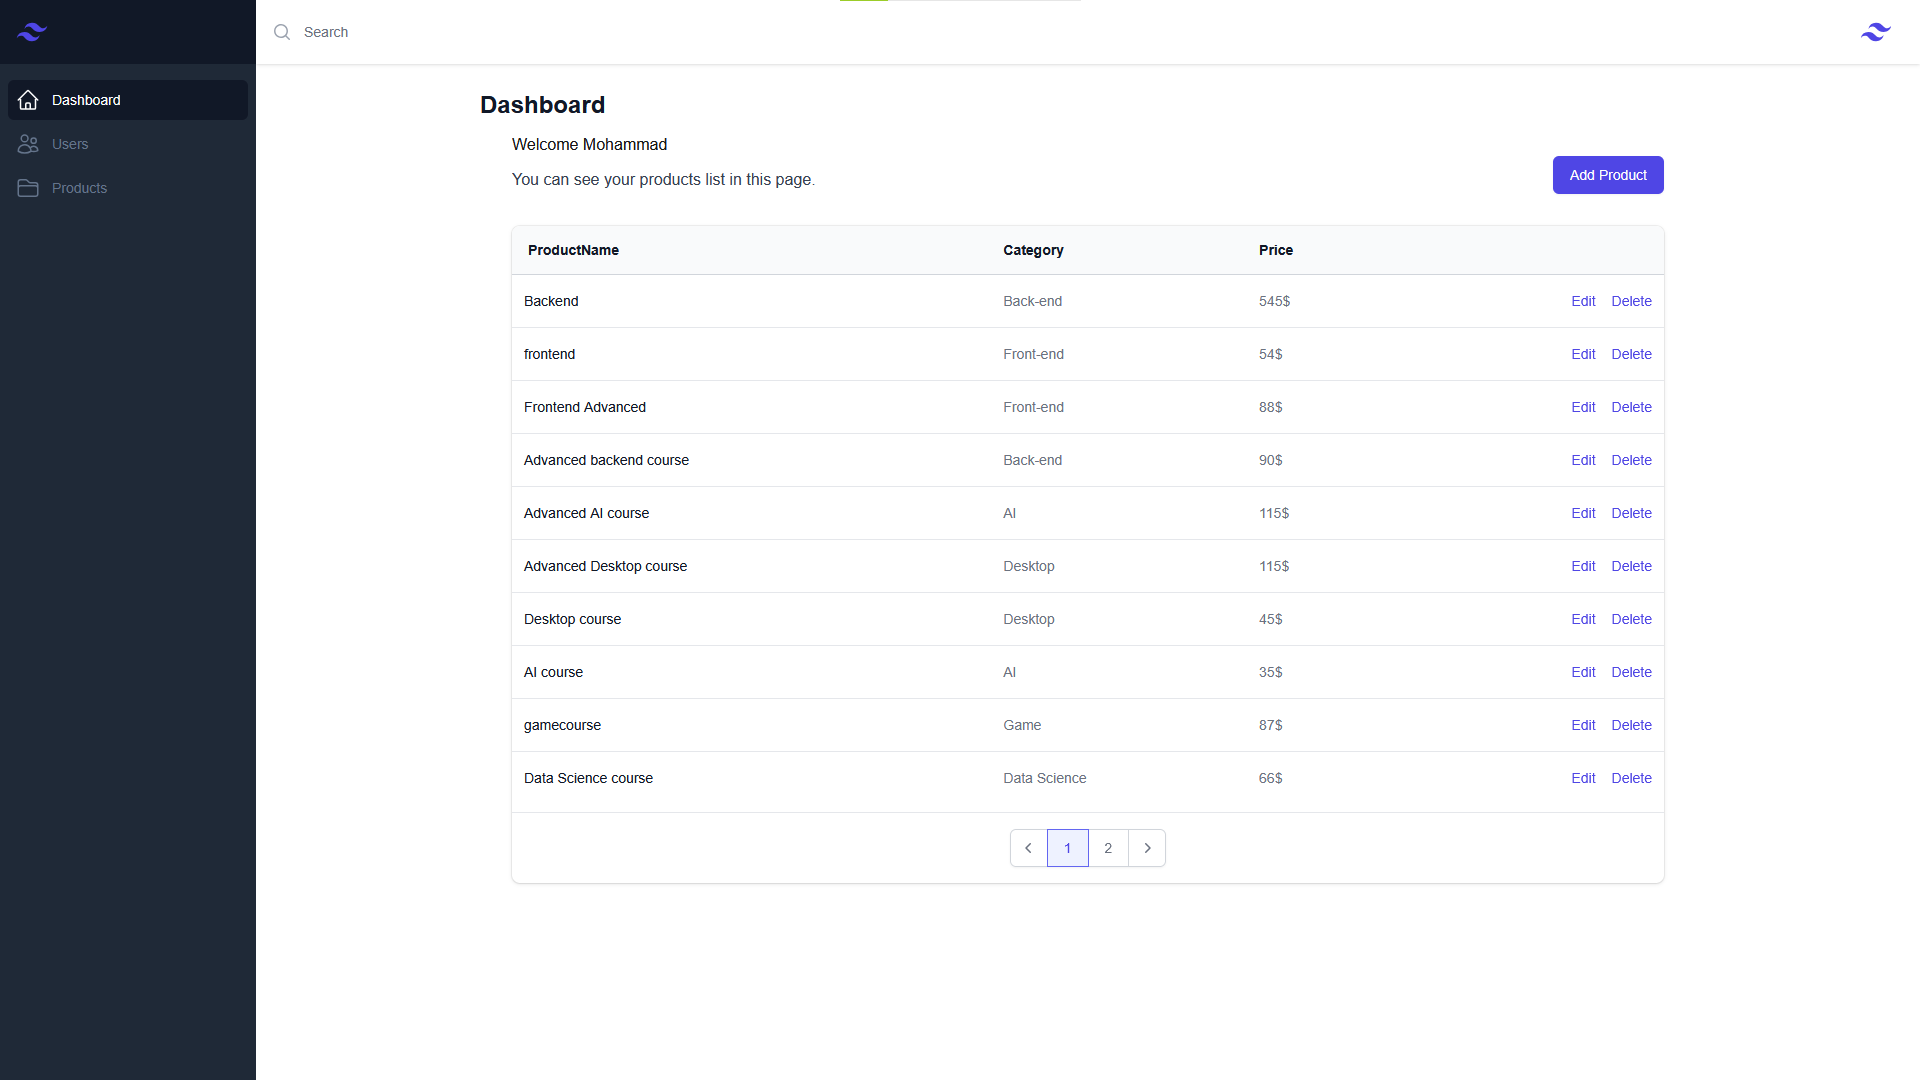 Search
Dashboard
Users
Products
Dashboard
Welcome Mohammad
You can see your products list in this page.
Add Product
ProductName Category Price
Backend Back-end 545$ Edit Delete
frontend Front-end 54$ Edit Delete
Frontend Advanced Front-end 88$ Edit Delete
Advanced backend course Back-end 90$ Edit Delete
Advanced AI course AI 115$ Edit Delete
Advanced Desktop course Desktop 115$ Edit Delete
Desktop course Desktop 45$ Edit Delete
AI course AI 35$ Edit Delete
gamecourse Game 87$ Edit Delete
Data Science course Data Science 66$ Edit Delete
1 2